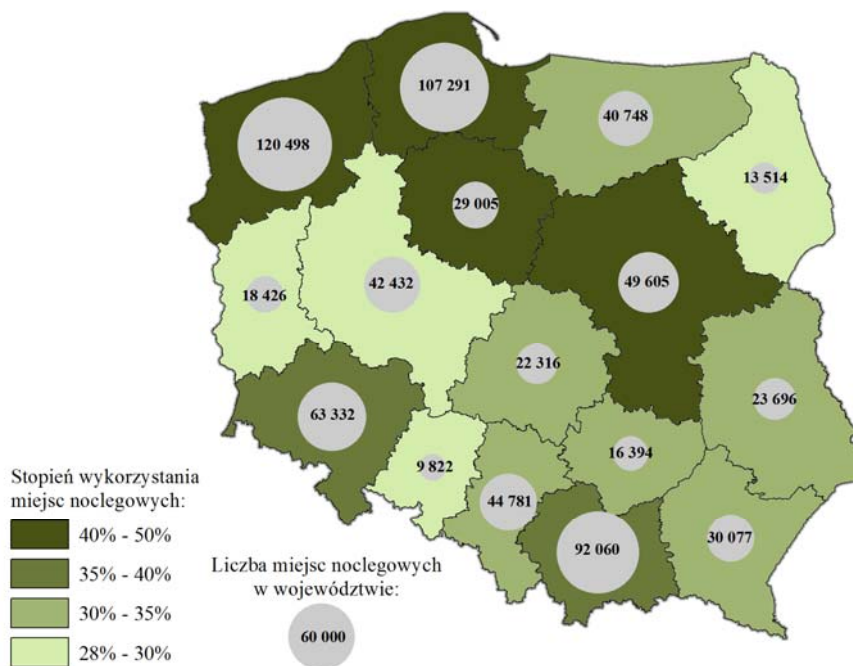 107 291
40 748
120 498
13 514
29 005
49 605
42 432
18 426
22 316
23 696
63 332
16 394
9 822
44 781
30 077
92 060
Stopień wykorzystania
miejsc noclegowych:
40% - 50%
35% - 40%
30% - 35%
28% - 30%
Liczba miejsc noclegowych
w województwie:
60 000